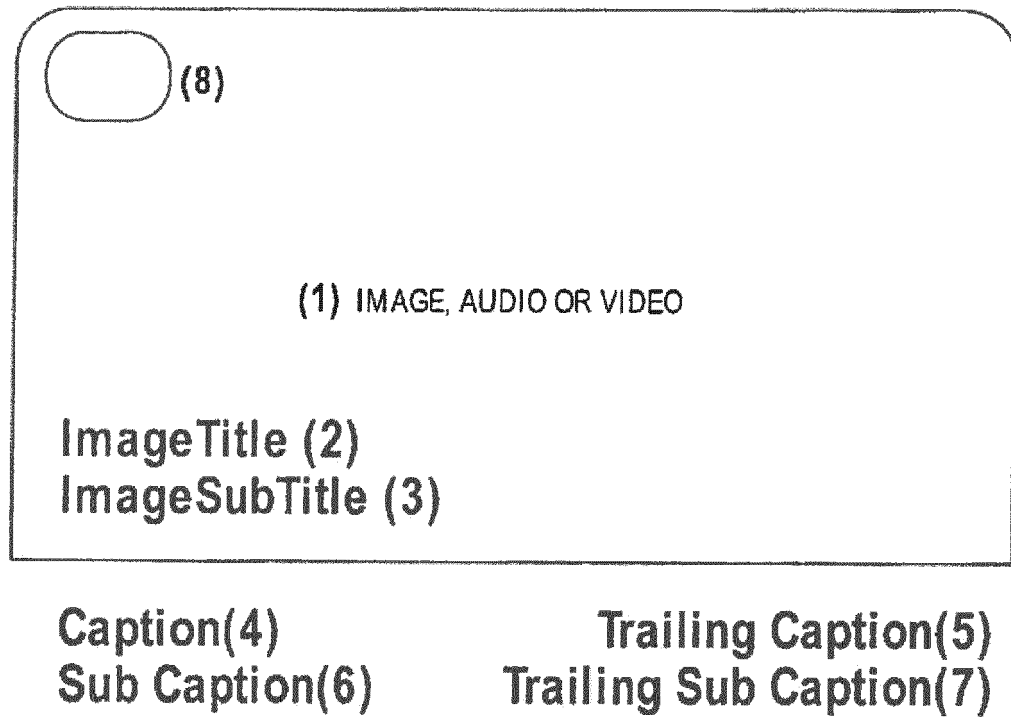 (8)
(1) IMAGE, AUDIO OR VIDEO
ImageTitle (2)
ImageSubTitle (3)
Caption(4) Trailing Caption(5)
Sub Caption(6) Trailing Sub Caption(7)